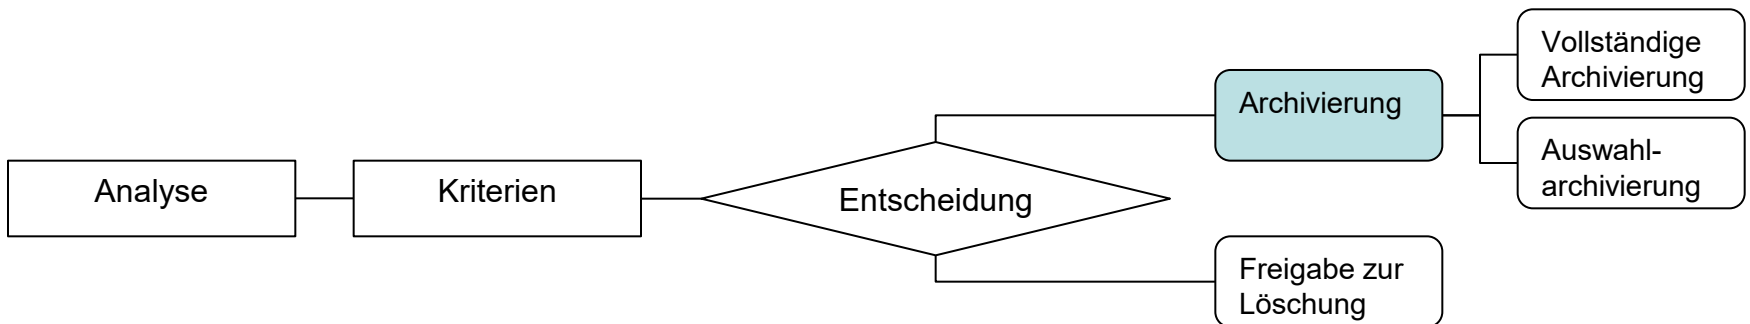 Analyse
Kriterien
Entscheidung
Archivierung
Vollständige
Archivierung
Auswahl-
archivierung
Freigabe zur
Löschung